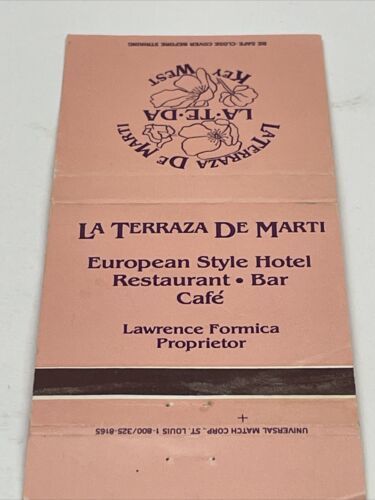 BE SAFE-CLOSE COVER BEFORE STRIKING
LA TERRAZA DE MARTI
LA·TE·DA
KEY WEST
LA TERRAZA DE MARTI
European Style Hotel
Restaurant • Bar
Café
Lawrence Formica
Proprietor
UNIVERSAL MATCH CORP., ST. LOUIS 1-800/325-8165